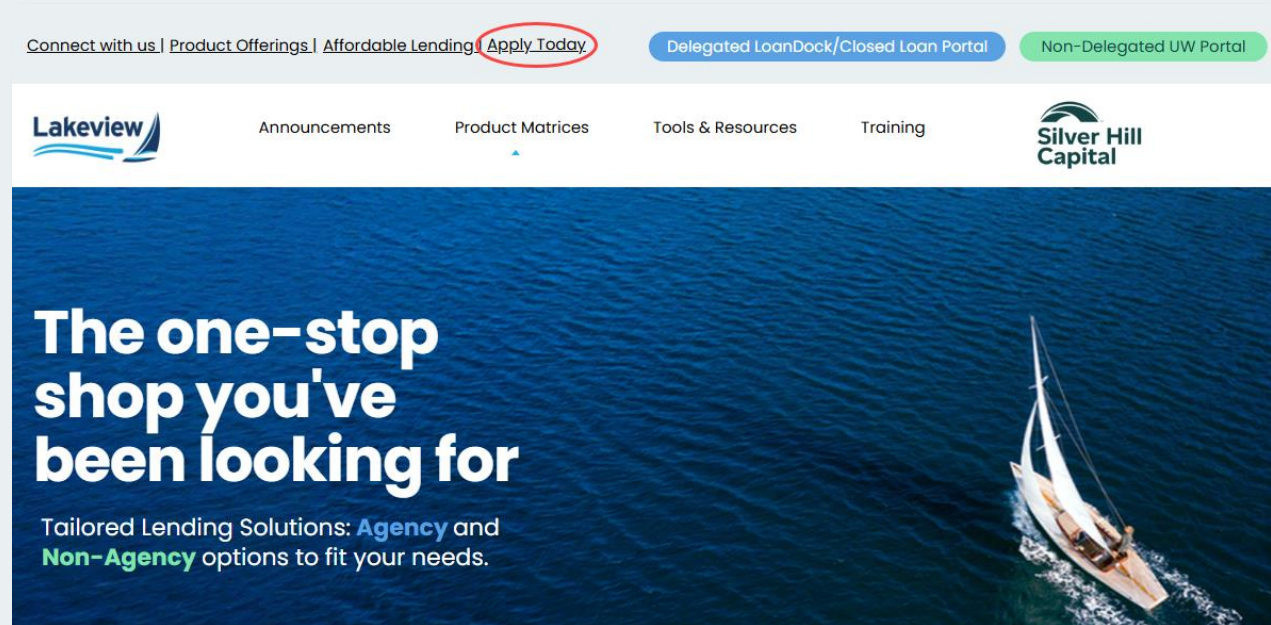 Connect with us | Product Offerings | Affordable Lending | Apply Today
Delegated LoanDock/Closed Loan Portal
Non-Delegated UW Portal
Lakeview
Announcements
Product Matrices
Tools & Resources
Training
Silver Hill
Capital
The one-stop
shop you've
been looking for
Tailored Lending Solutions: Agency and
Non-Agency options to fit your needs.